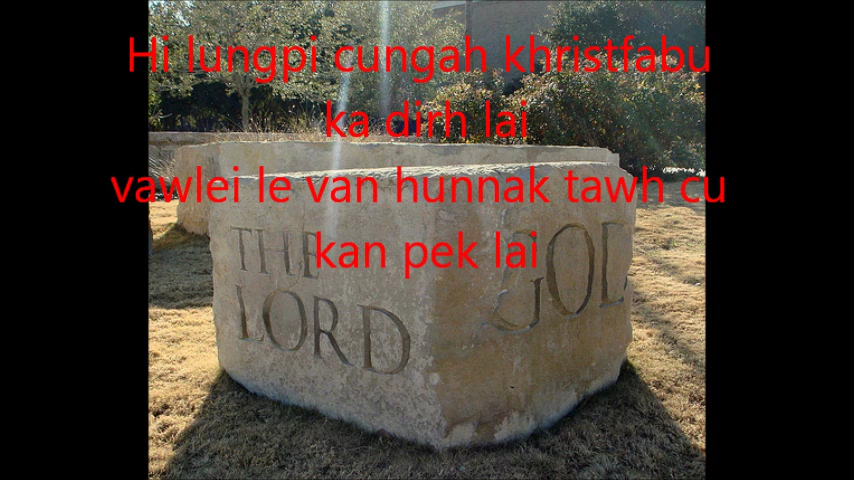 Hi lungpi cungah khristfabu
ka dirh lai
vawlei le van hunnak tawh cu
kan pek lai
THE
LORD
GOD